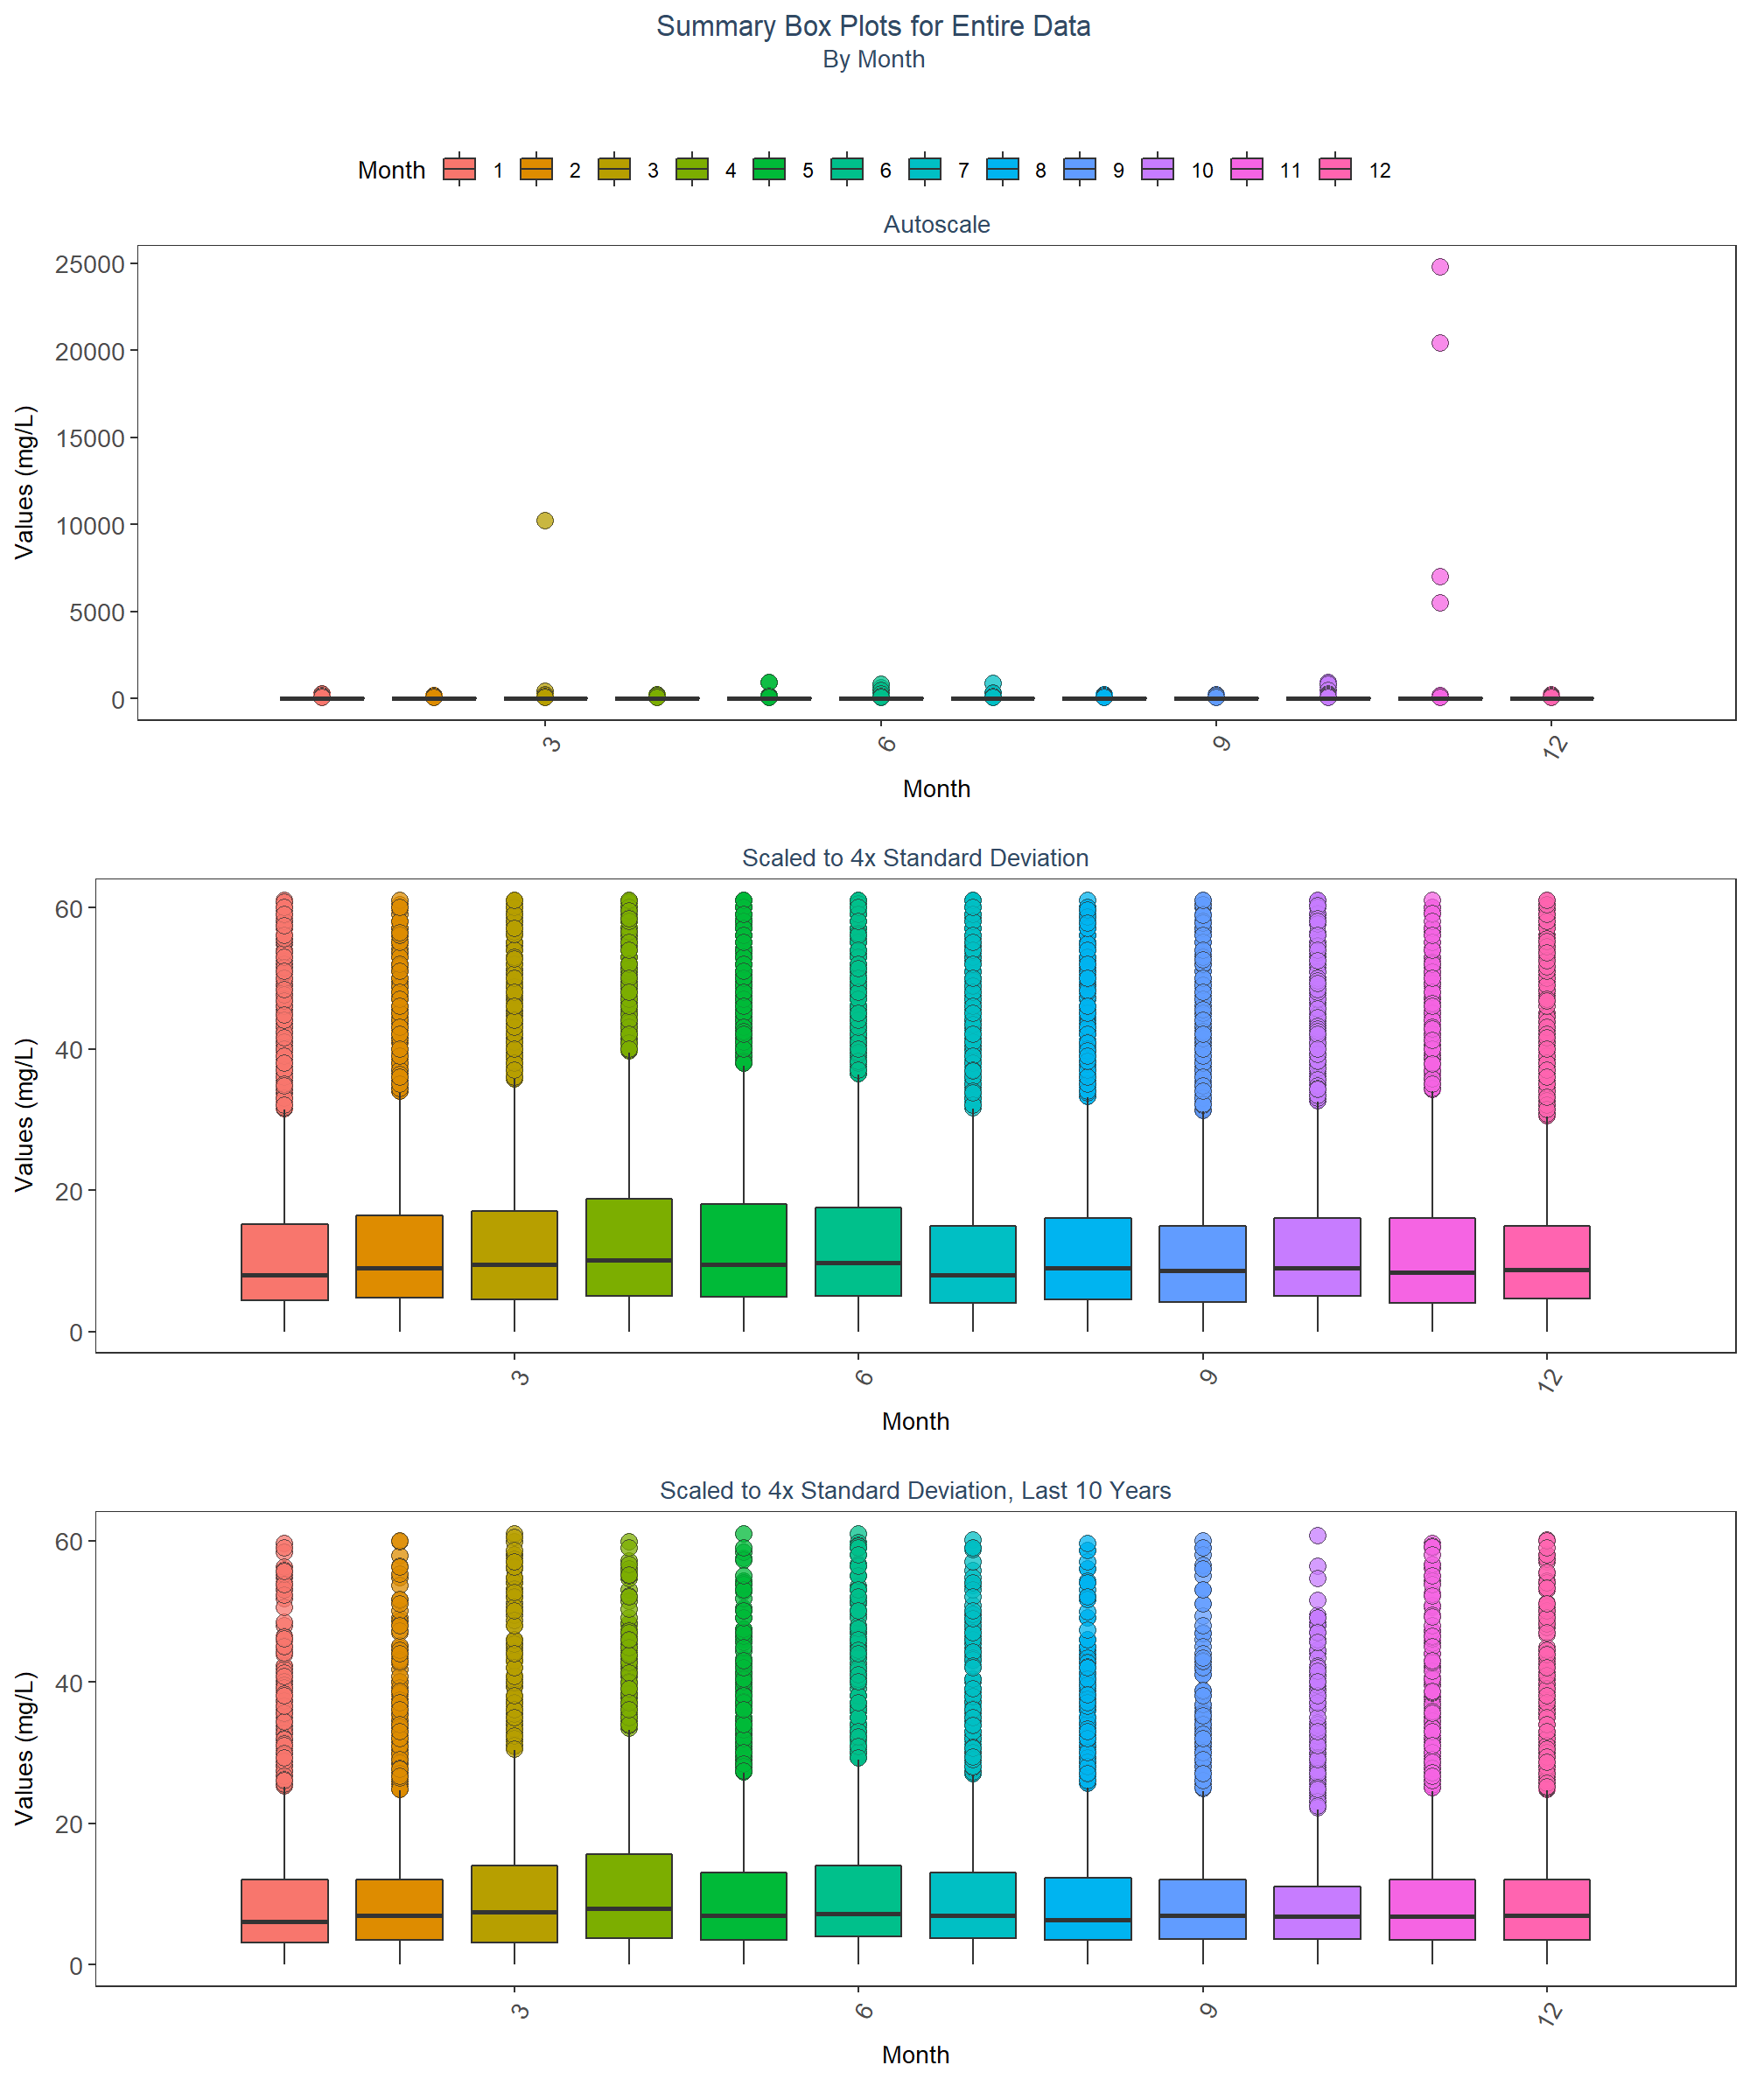 Summary Box Plots for Entire Data
By Month
Month 1 2 3 4 5 6 7 8 9 10 11 12
Autoscale
Values (mg/L)
25000
20000
15000
10000
5000
0
3 6 9 12
Month
Scaled to 4x Standard Deviation
Values (mg/L)
60
40
20
0
3 6 9 12
Month
Scaled to 4x Standard Deviation, Last 10 Years
Values (mg/L)
60
40
20
0
3 6 9 12
Month